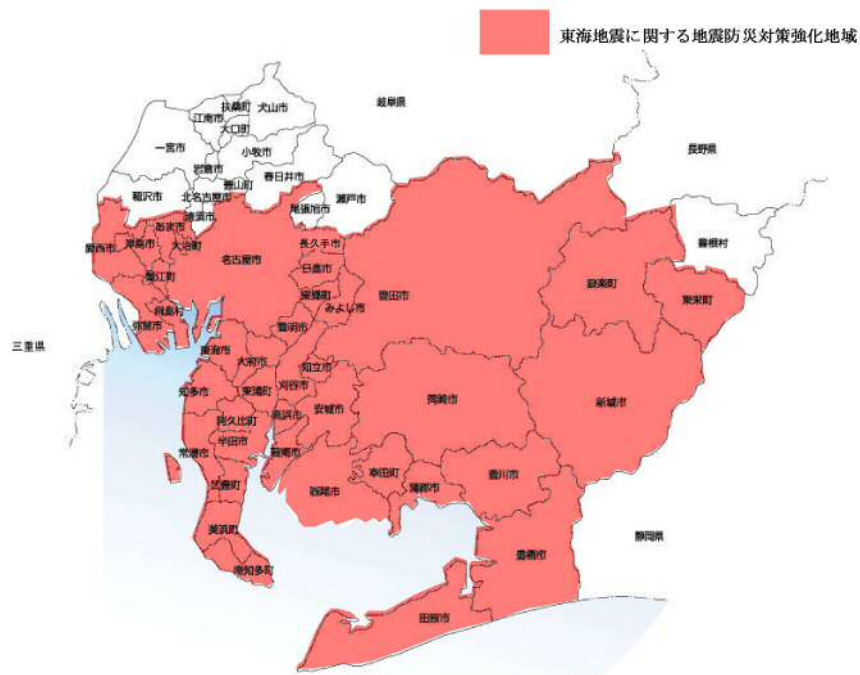 東海地震に関する地震防災対策強化地域
岐阜県
長野県
三重県
静岡県
扶桑町
犬山市
江南市
大口町
一宮市
小牧市
岩倉市
豊山町
春日井市
稲沢市
北名古屋市
清須市
尾張旭市
瀬戸市
あま市
愛西市
津島市
大治町
名古屋市
長久手市
日進市
蟹江町
東郷町
みよし市
豊田市
設楽町
豊根村
東栄町
飛島村
弥富市
豊明市
東海市
大府市
知立市
知多市
東浦町
刈谷市
岡崎市
新城市
阿久比町
高浜市
安城市
半田市
常滑市
碧南市
武豊町
西尾市
幸田町
蒲郡市
豊川市
美浜町
豊橋市
南知多町
田原市